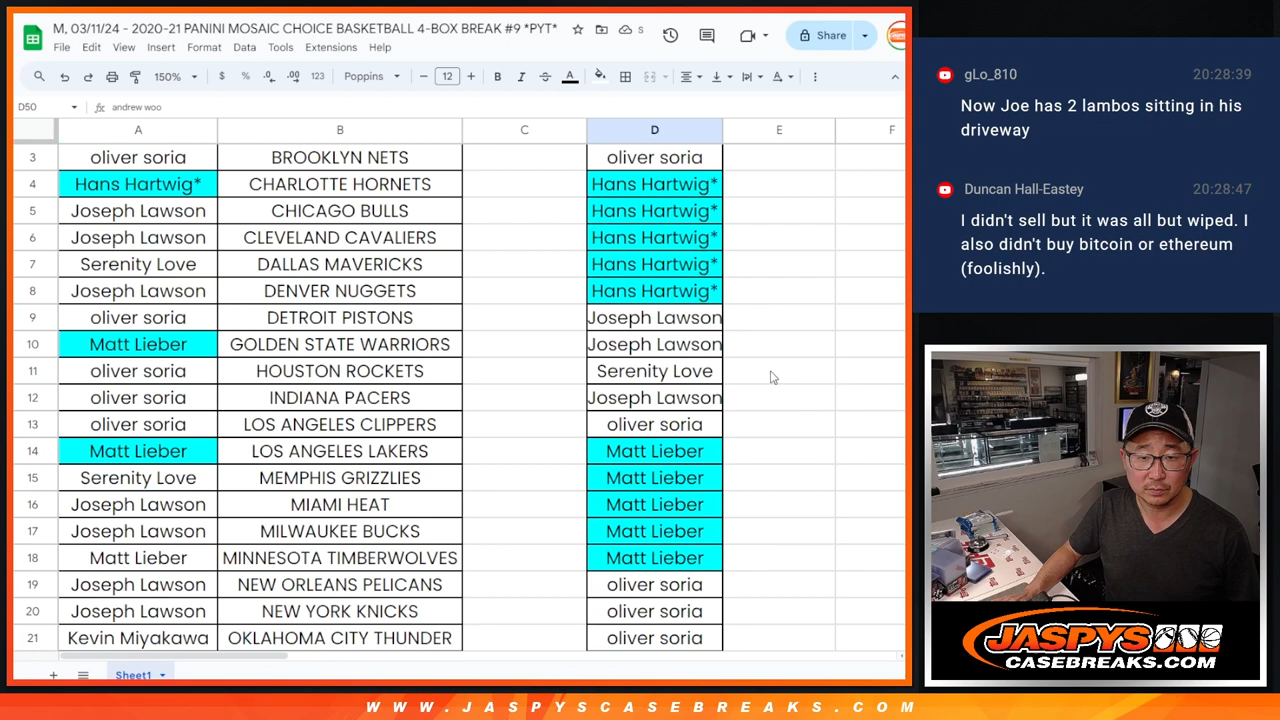 M, 03/11/24 - 2020-21 PANINI MOSAIC CHOICE BASKETBALL 4-BOX BREAK #9 *PYT*
S
Share
File Edit View Insert Format Data Tools Extensions Help
150% $ % .0 .00 123 Poppins − 12 + B I S A
D50 fx andrew woo
A B C D E F
3 oliver soria BROOKLYN NETS oliver soria
4 Hans Hartwig* CHARLOTTE HORNETS Hans Hartwig*
5 Joseph Lawson CHICAGO BULLS Hans Hartwig*
6 Joseph Lawson CLEVELAND CAVALIERS Hans Hartwig*
7 Serenity Love DALLAS MAVERICKS Hans Hartwig*
8 Joseph Lawson DENVER NUGGETS Hans Hartwig*
9 oliver soria DETROIT PISTONS Joseph Lawson
10 Matt Lieber GOLDEN STATE WARRIORS Joseph Lawson
11 oliver soria HOUSTON ROCKETS Serenity Love
12 oliver soria INDIANA PACERS Joseph Lawson
13 oliver soria LOS ANGELES CLIPPERS oliver soria
14 Matt Lieber LOS ANGELES LAKERS Matt Lieber
15 Serenity Love MEMPHIS GRIZZLIES Matt Lieber
16 Joseph Lawson MIAMI HEAT Matt Lieber
17 Joseph Lawson MILWAUKEE BUCKS Matt Lieber
18 Matt Lieber MINNESOTA TIMBERWOLVES Matt Lieber
19 Joseph Lawson NEW ORLEANS PELICANS oliver soria
20 Joseph Lawson NEW YORK KNICKS oliver soria
21 Kevin Miyakawa OKLAHOMA CITY THUNDER oliver soria
+ Sheet1
gLo_810 20:28:39
Now Joe has 2 lambos sitting in his
driveway
Duncan Hall-Eastey 20:28:47
I didn't sell but it was all but wiped. I
also didn't buy bitcoin or ethereum
(foolishly).
JASPYS
CASEBREAKS.COM
WWW.JASPYSCASEBREAKS.COM